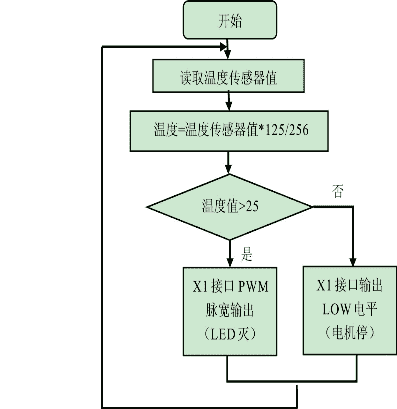 开始
读取温度传感器值
温度=温度传感器值*125/256
温度值>25
否
是
X1接口PWM
脉宽输出
（LED灭）
X1接口输出
LOW电平
（电机停）